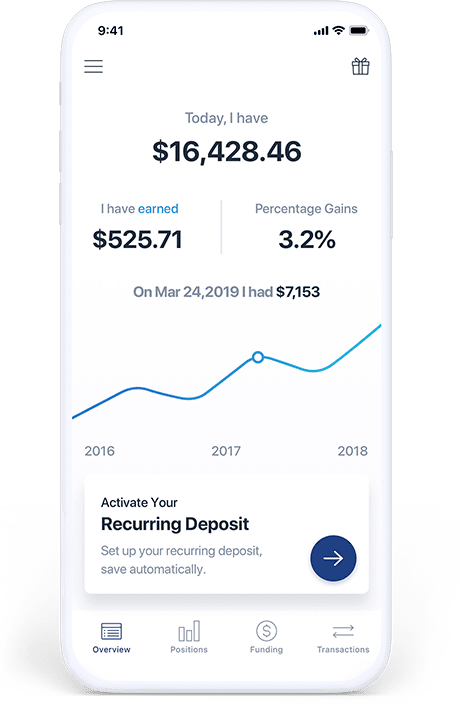 9:41
Today, I have
$16,428.46
I have earned
$525.71
Percentage Gains
3.2%
On Mar 24,2019 I had $7,153
2016 2017 2018
Activate Your
Recurring Deposit
Set up your recurring deposit,
save automatically.
Overview Positions Funding Transactions